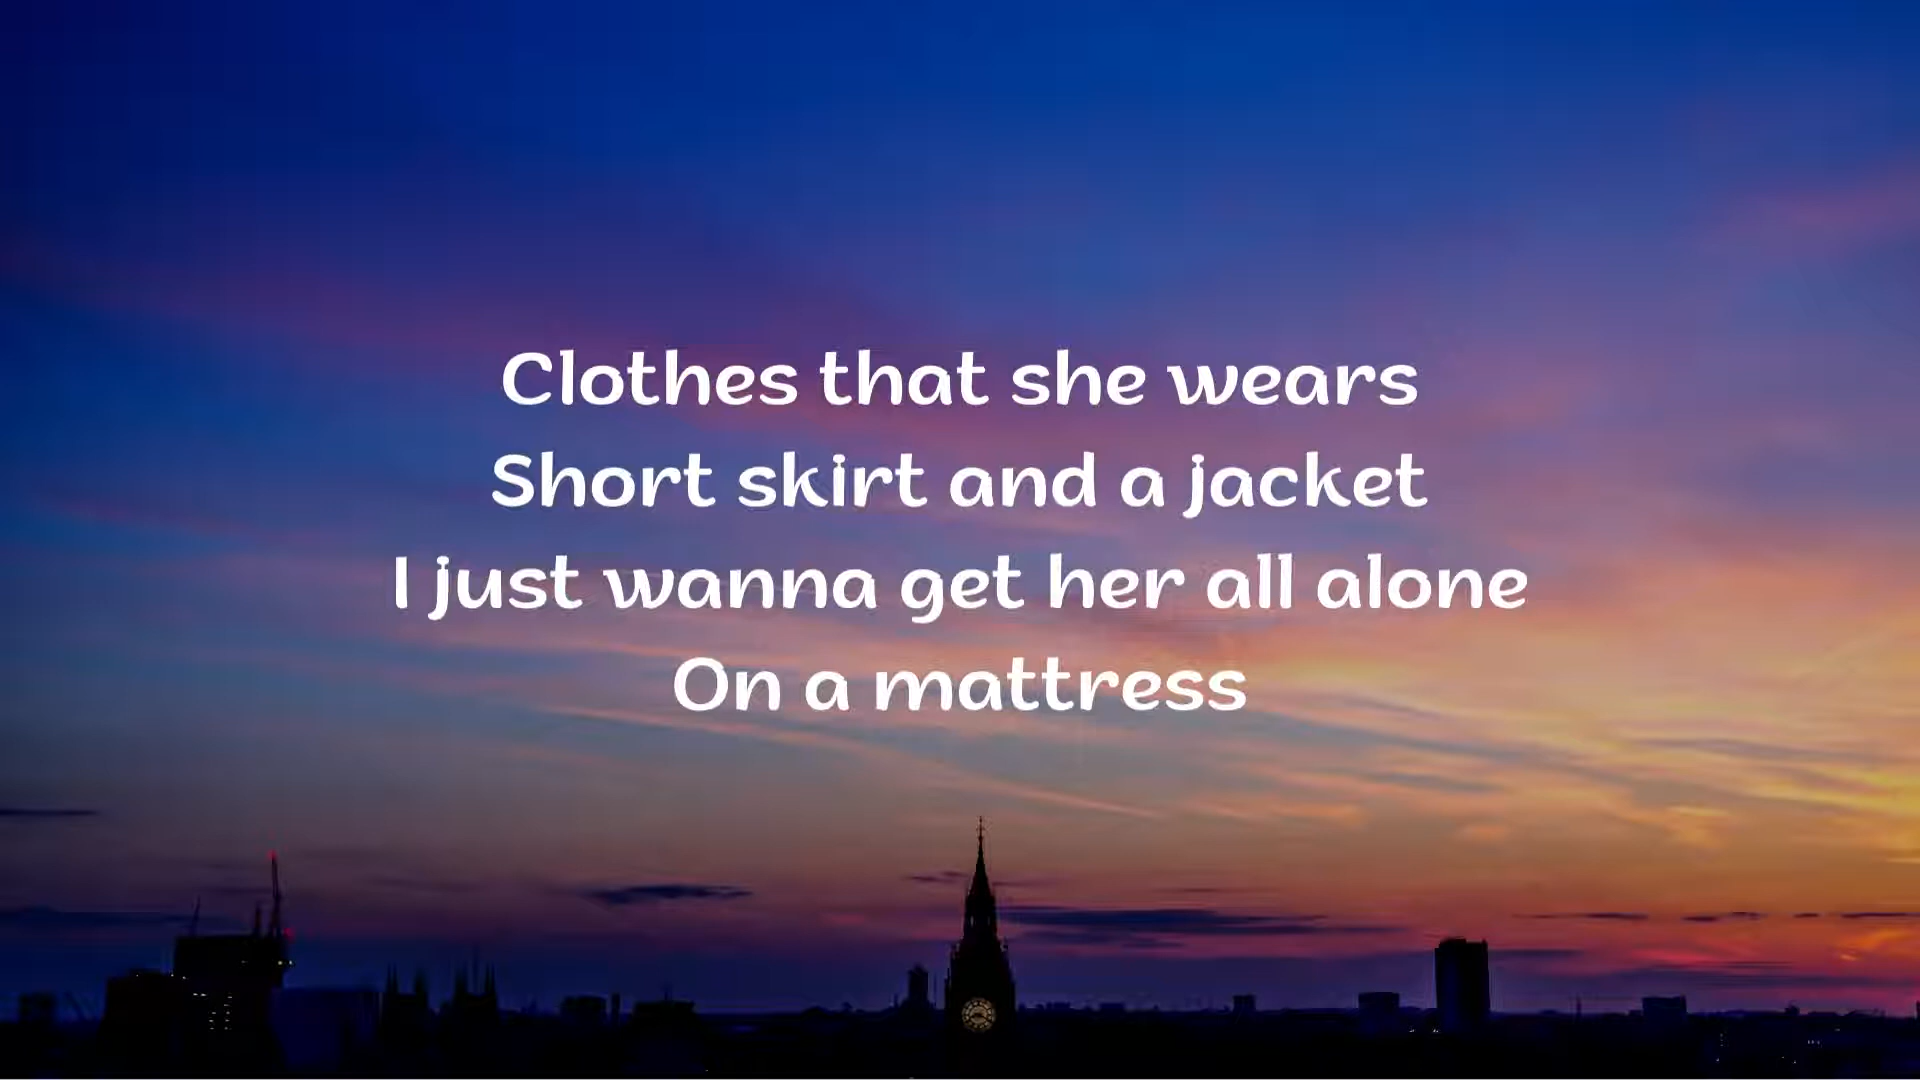 Clothes that she wears
Short skirt and a jacket
I just wanna get her all alone
On a mattress